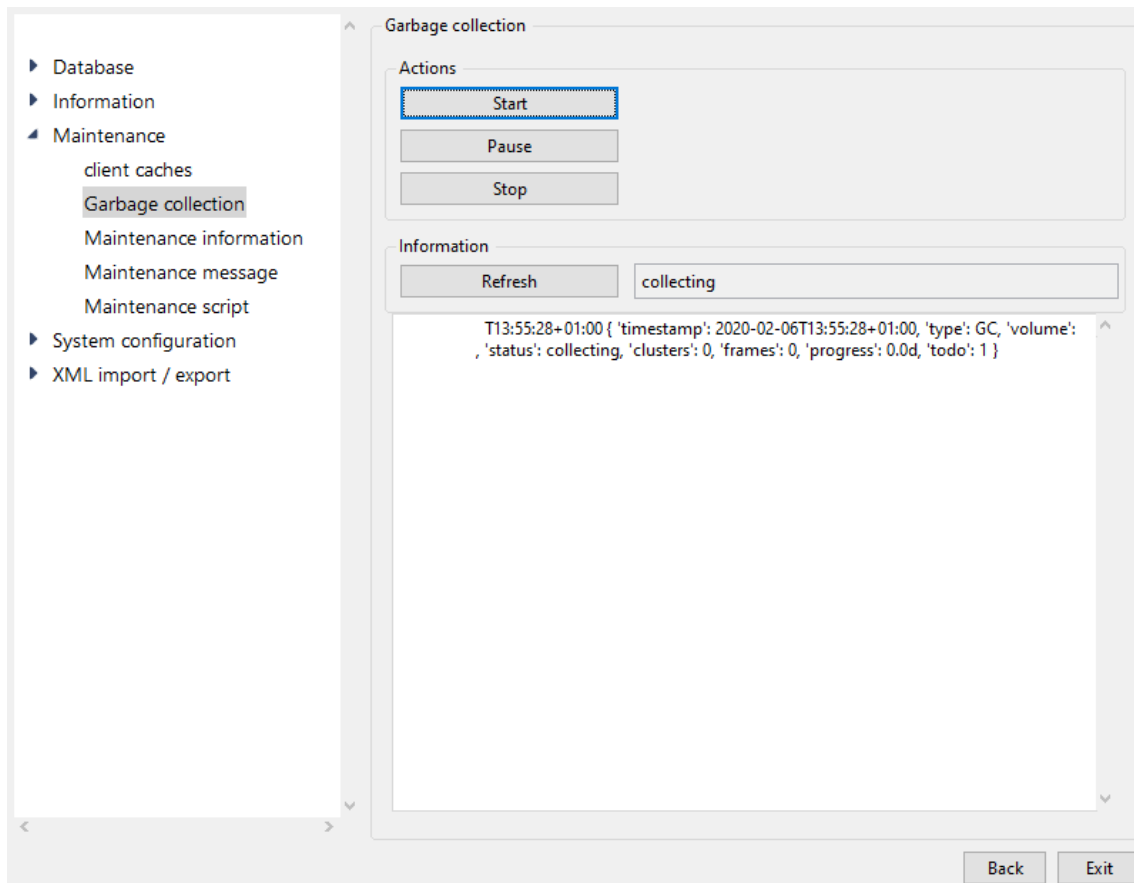 Database
Information
Maintenance
client caches
Garbage collection
Maintenance information
Maintenance message
Maintenance script
System configuration
XML import / export
Garbage collection
Actions
Start
Pause
Stop
Information
Refresh
collecting
T13:55:28+01:00 { 'timestamp': 2020-02-06T13:55:28+01:00, 'type': GC, 'volume':
, 'status': collecting, 'clusters': 0, 'frames': 0, 'progress': 0.0d, 'todo': 1 }
Back
Exit